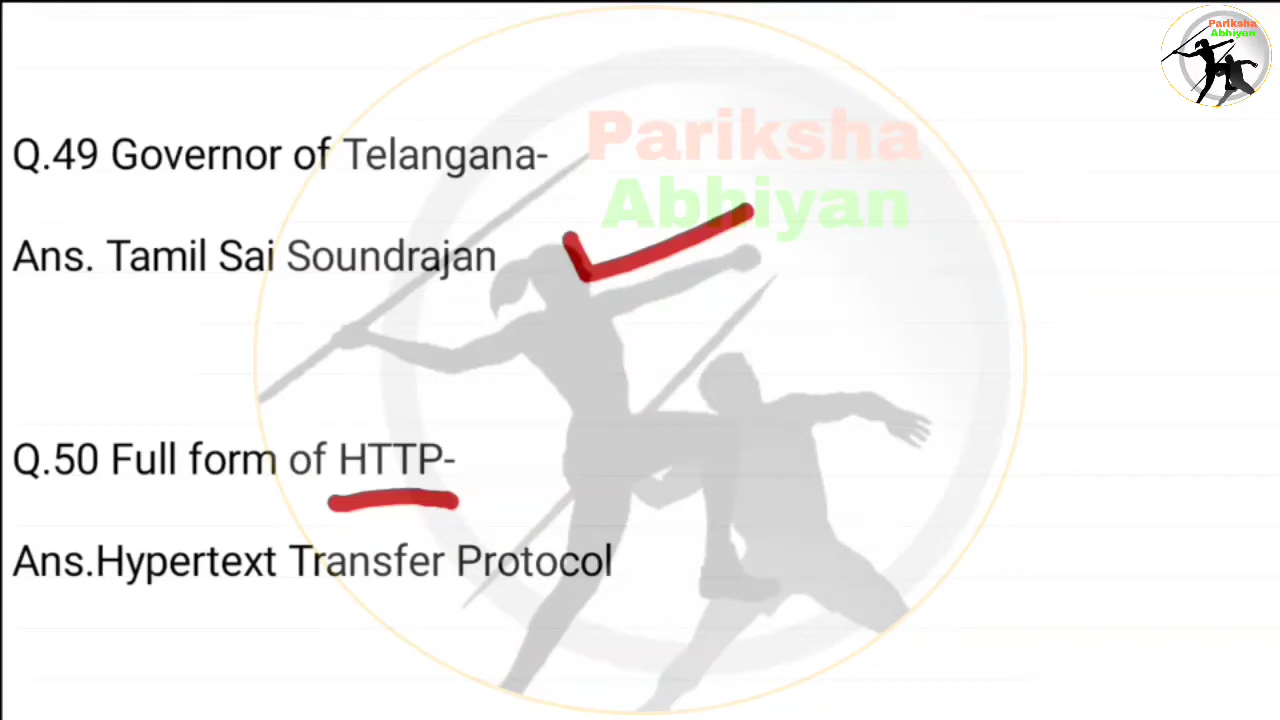 Pariksha
Abhiyan
Pariksha
Abhiyan
Q.49 Governor of Telangana-
Ans. Tamil Sai Soundrajan
Q.50 Full form of HTTP-
Ans.Hypertext Transfer Protocol